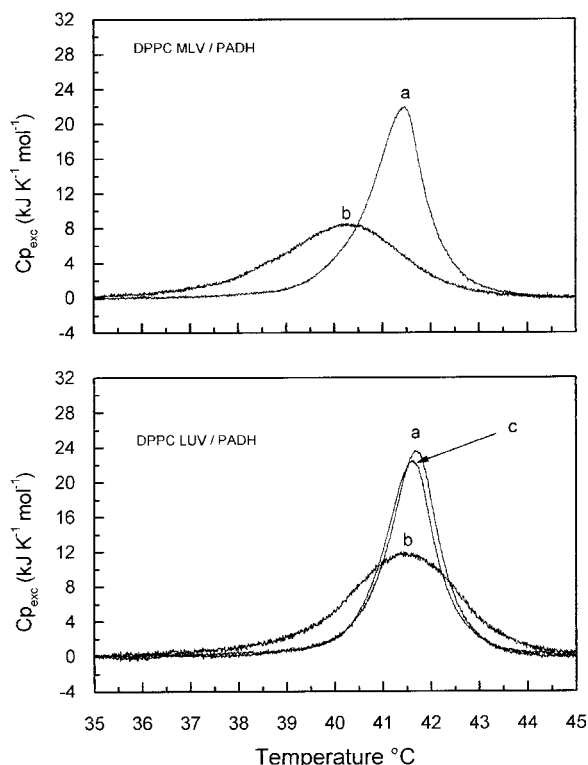 32
28
24
20
16
12
8
4
0
-4
Cp_exc (kJ K⁻¹ mol⁻¹)
DPPC MLV / PADH
a
b
32
28
24
20
16
12
8
4
0
-4
Cp_exc (kJ K⁻¹ mol⁻¹)
DPPC LUV / PADH
a
c
b
35 36 37 38 39 40 41 42 43 44 45
Temperature °C